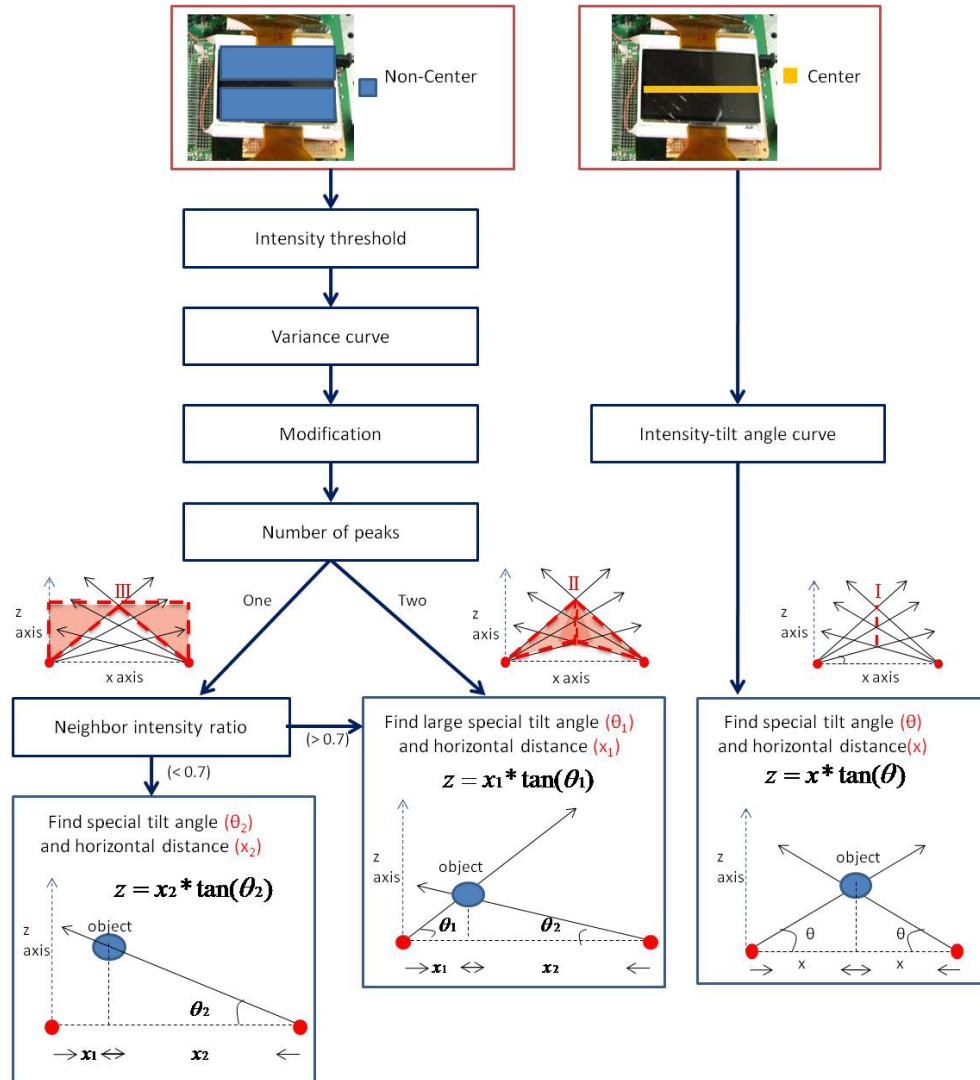 Non-Center
Center
Intensity threshold
Variance curve
Modification
Intensity-tilt angle curve
Number of peaks
One
Two
III
z
axis
x axis
II
z
axis
x axis
I
z
axis
x axis
Neighbor intensity ratio
(> 0.7)
(< 0.7)
Find large special tilt angle (θ₁)
and horizontal distance (x₁)
z = x₁* tan(θ₁)
z
axis
object
θ₁
θ₂
x₁
x₂
Find special tilt angle (θ)
and horizontal distance(x)
z = x* tan(θ)
z
axis
object
θ
θ
x
x
Find special tilt angle (θ₂)
and horizontal distance (x₂)
z = x₂* tan(θ₂)
z
axis
object
θ₂
x₁
x₂